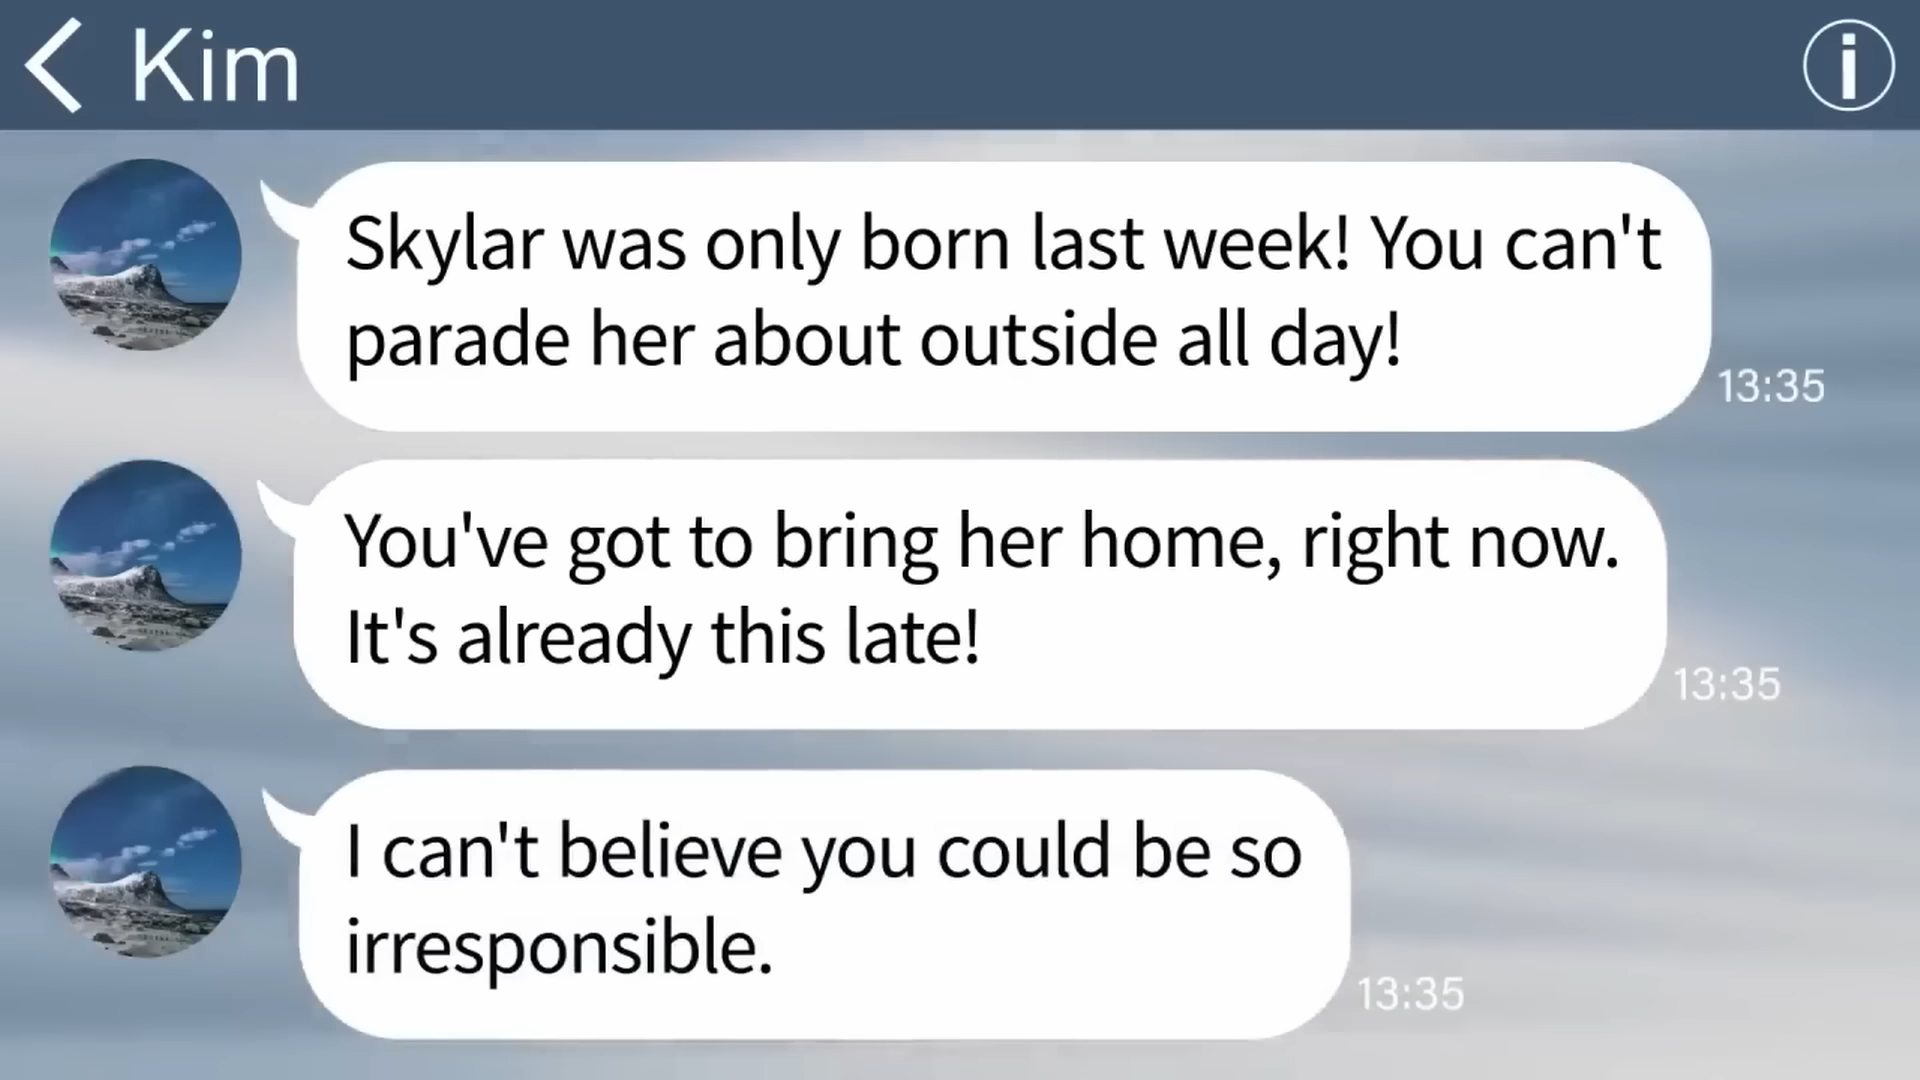 Kim
Skylar was only born last week! You can't
parade her about outside all day!
13:35
You've got to bring her home, right now.
It's already this late!
13:35
I can't believe you could be so
irresponsible.
13:35